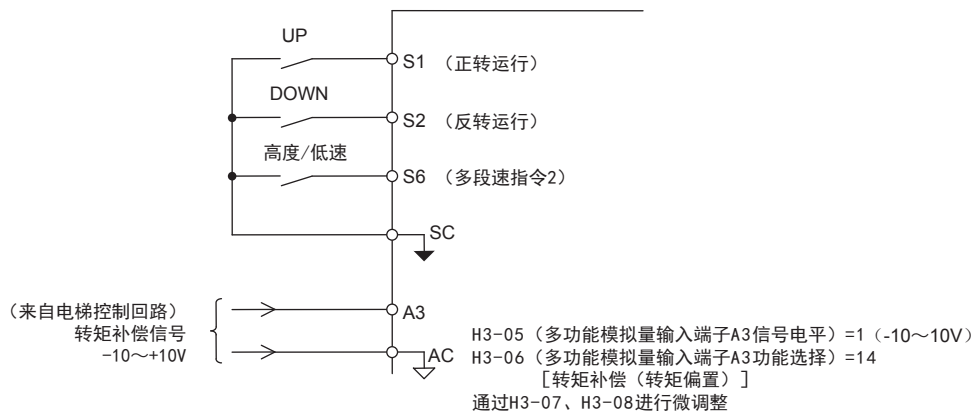 UP
S1 （正转运行）
DOWN
S2 （反转运行）
高度/低速
S6 （多段速指令2）
SC
（来自电梯控制回路）
转矩补偿信号
-10～+10V
A3
AC
H3-05（多功能模拟量输入端子A3信号电平）=1（-10～10V）
H3-06（多功能模拟量输入端子A3功能选择）=14
［转矩补偿（转矩偏置）］
通过H3-07、H3-08进行微调整